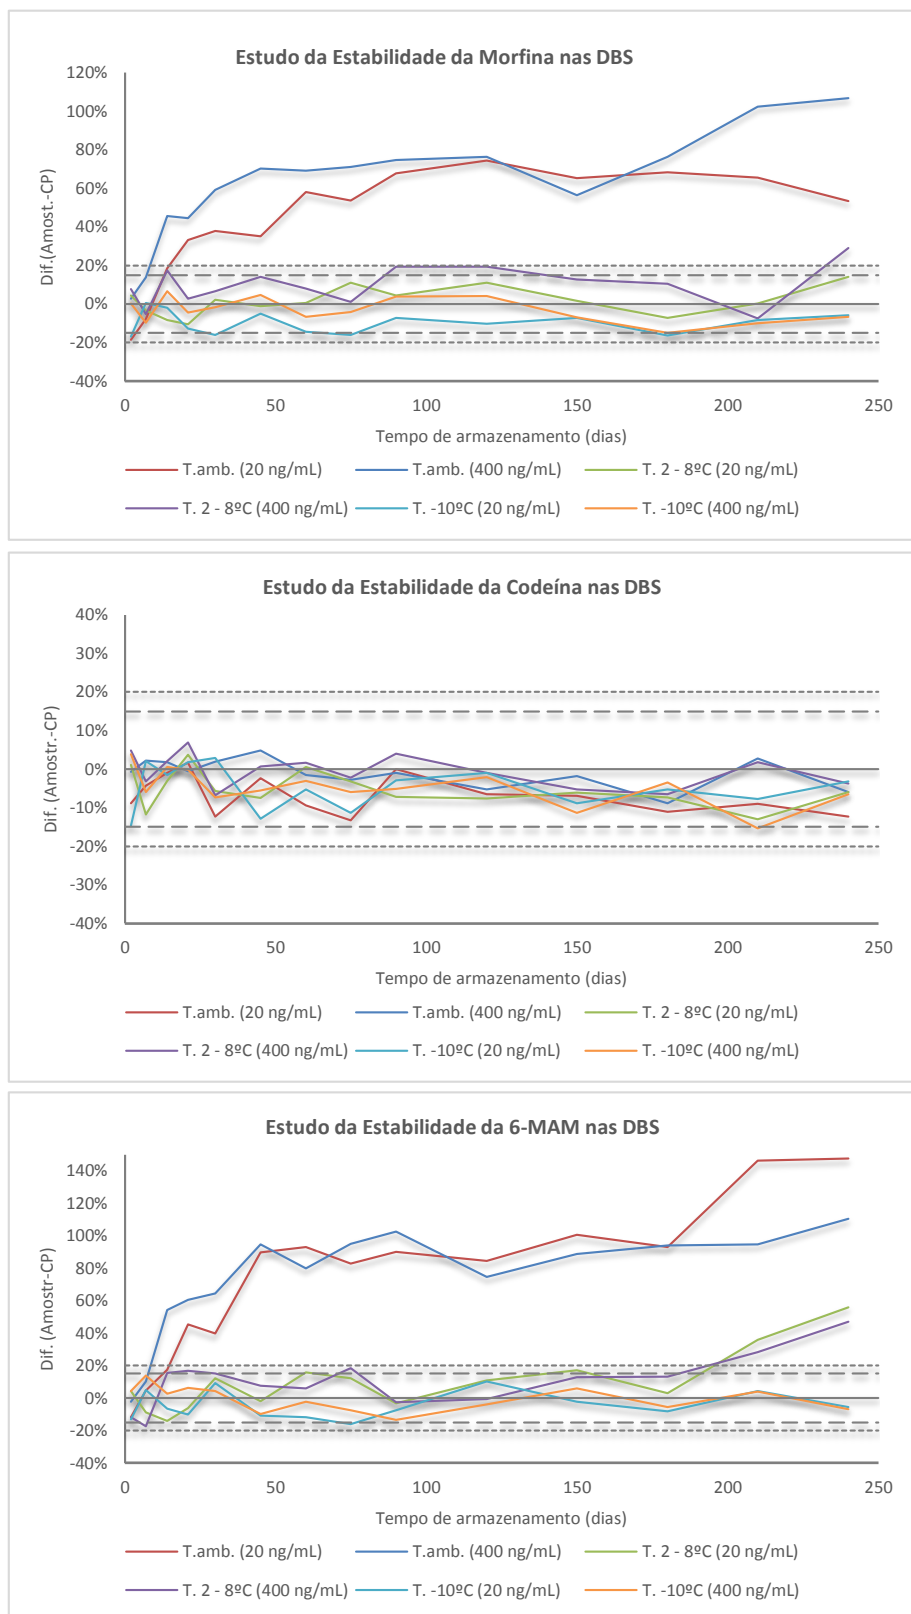 Estudo da Estabilidade da Morfina nas DBS
120%
100%
80%
60%
40%
20%
0%
-20%
-40%
Dif.(Amost.-CP)
0 50 100 150 200 250
Tempo de armazenamento (dias)
T.amb. (20 ng/mL) T.amb. (400 ng/mL) T. 2 - 8ºC (20 ng/mL)
T. 2 - 8ºC (400 ng/mL) T. -10ºC (20 ng/mL) T. -10ºC (400 ng/mL)
Estudo da Estabilidade da Codeína nas DBS
40%
30%
20%
10%
0%
-10%
-20%
-30%
-40%
Dif. (Amostr.-CP)
0 50 100 150 200 250
Tempo de armazenamento (dias)
T.amb. (20 ng/mL) T.amb. (400 ng/mL) T. 2 - 8ºC (20 ng/mL)
T. 2 - 8ºC (400 ng/mL) T. -10ºC (20 ng/mL) T. -10ºC (400 ng/mL)
Estudo da Estabilidade da 6-MAM nas DBS
140%
120%
100%
80%
60%
40%
20%
0%
-20%
-40%
Dif. (Amostr-CP)
0 50 100 150 200 250
Tempo de armazenamento (dias)
T.amb. (20 ng/mL) T.amb. (400 ng/mL) T. 2 - 8ºC (20 ng/mL)
T. 2 - 8ºC (400 ng/mL) T. -10ºC (20 ng/mL) T. -10ºC (400 ng/mL)